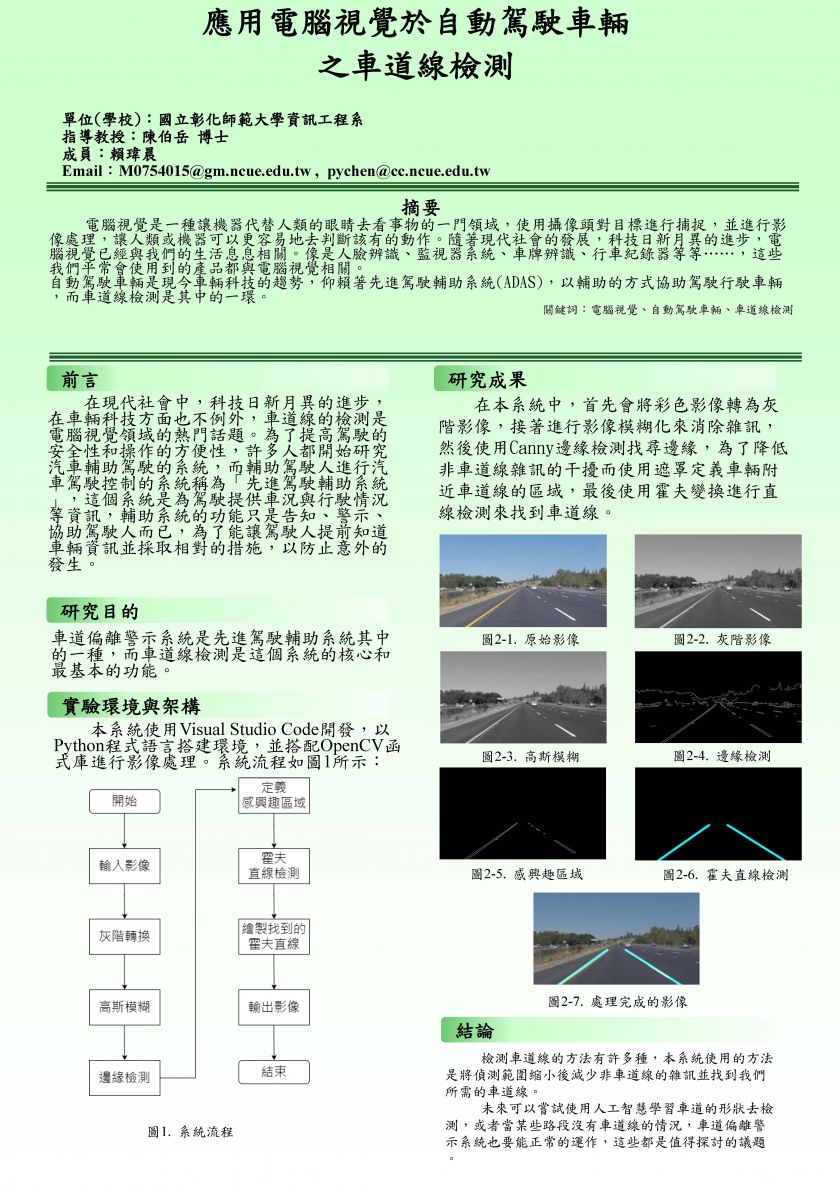 應用電腦視覺於自動駕駛車輛
之車道線檢測
單位(學校)：國立彰化師範大學資訊工程系
指導教授：陳伯岳 博士
成員：賴瑋晨
Email：M0754015@gm.ncue.edu.tw , pychen@cc.ncue.edu.tw
摘要
電腦視覺是一種讓機器代替人類的眼睛去看事物的一門領域，使用攝像頭對目標進行捕捉，並進行影
像處理，讓人類或機器可以更容易地去判斷該有的動作。隨著現代社會的發展，科技日新月異的進步，電
腦視覺已經與我們的生活息息相關。像是人臉辨識、監視器系統、車牌辨識、行車紀錄器等等……，這些
我們平常會使用到的產品都與電腦視覺相關。
自動駕駛車輛是現今車輛科技的趨勢，仰賴著先進駕駛輔助系統(ADAS)，以輔助的方式協助駕駛行駛車輛
，而車道線檢測是其中的一環。
關鍵詞：電腦視覺、自動駕駛車輛、車道線檢測
前言
在現代社會中，科技日新月異的進步，
在車輛科技方面也不例外，車道線的檢測是
電腦視覺領域的熱門話題。為了提高駕駛的
安全性和操作的方便性，許多人都開始研究
汽車輔助駕駛的系統，而輔助駕駛人進行汽
車駕駛控制的系統稱為「先進駕駛輔助系統
」，這個系統是為駕駛提供車況與行駛情況
等資訊，輔助系統的功能只是告知、警示、
協助駕駛人而已，為了能讓駕駛人提前知道
車輛資訊並採取相對的措施，以防止意外的
發生。
研究目的
車道偏離警示系統是先進駕駛輔助系統其中
的一種，而車道線檢測是這個系統的核心和
最基本的功能。
實驗環境與架構
本系統使用Visual Studio Code開發，以
Python程式語言搭建環境，並搭配OpenCV函
式庫進行影像處理。系統流程如圖1所示：
開始
輸入影像
灰階轉換
高斯模糊
邊緣檢測
定義
感興趣區域
霍夫
直線檢測
繪製找到的
霍夫直線
輸出影像
結束
圖1. 系統流程
研究成果
在本系統中，首先會將彩色影像轉為灰
階影像，接著進行影像模糊化來消除雜訊，
然後使用Canny邊緣檢測找尋邊緣，為了降低
非車道線雜訊的干擾而使用遮罩定義車輛附
近車道線的區域，最後使用霍夫變換進行直
線檢測來找到車道線。
圖2-1. 原始影像
圖2-2. 灰階影像
圖2-3. 高斯模糊
圖2-4. 邊緣檢測
圖2-5. 感興趣區域
圖2-6. 霍夫直線檢測
圖2-7. 處理完成的影像
結論
檢測車道線的方法有許多種，本系統使用的方法
是將偵測範圍縮小後減少非車道線的雜訊並找到我們
所需的車道線。
未來可以嘗試使用人工智慧學習車道的形狀去檢
測，或者當某些路段沒有車道線的情況，車道偏離警
示系統也要能正常的運作，這些都是值得探討的議題
。